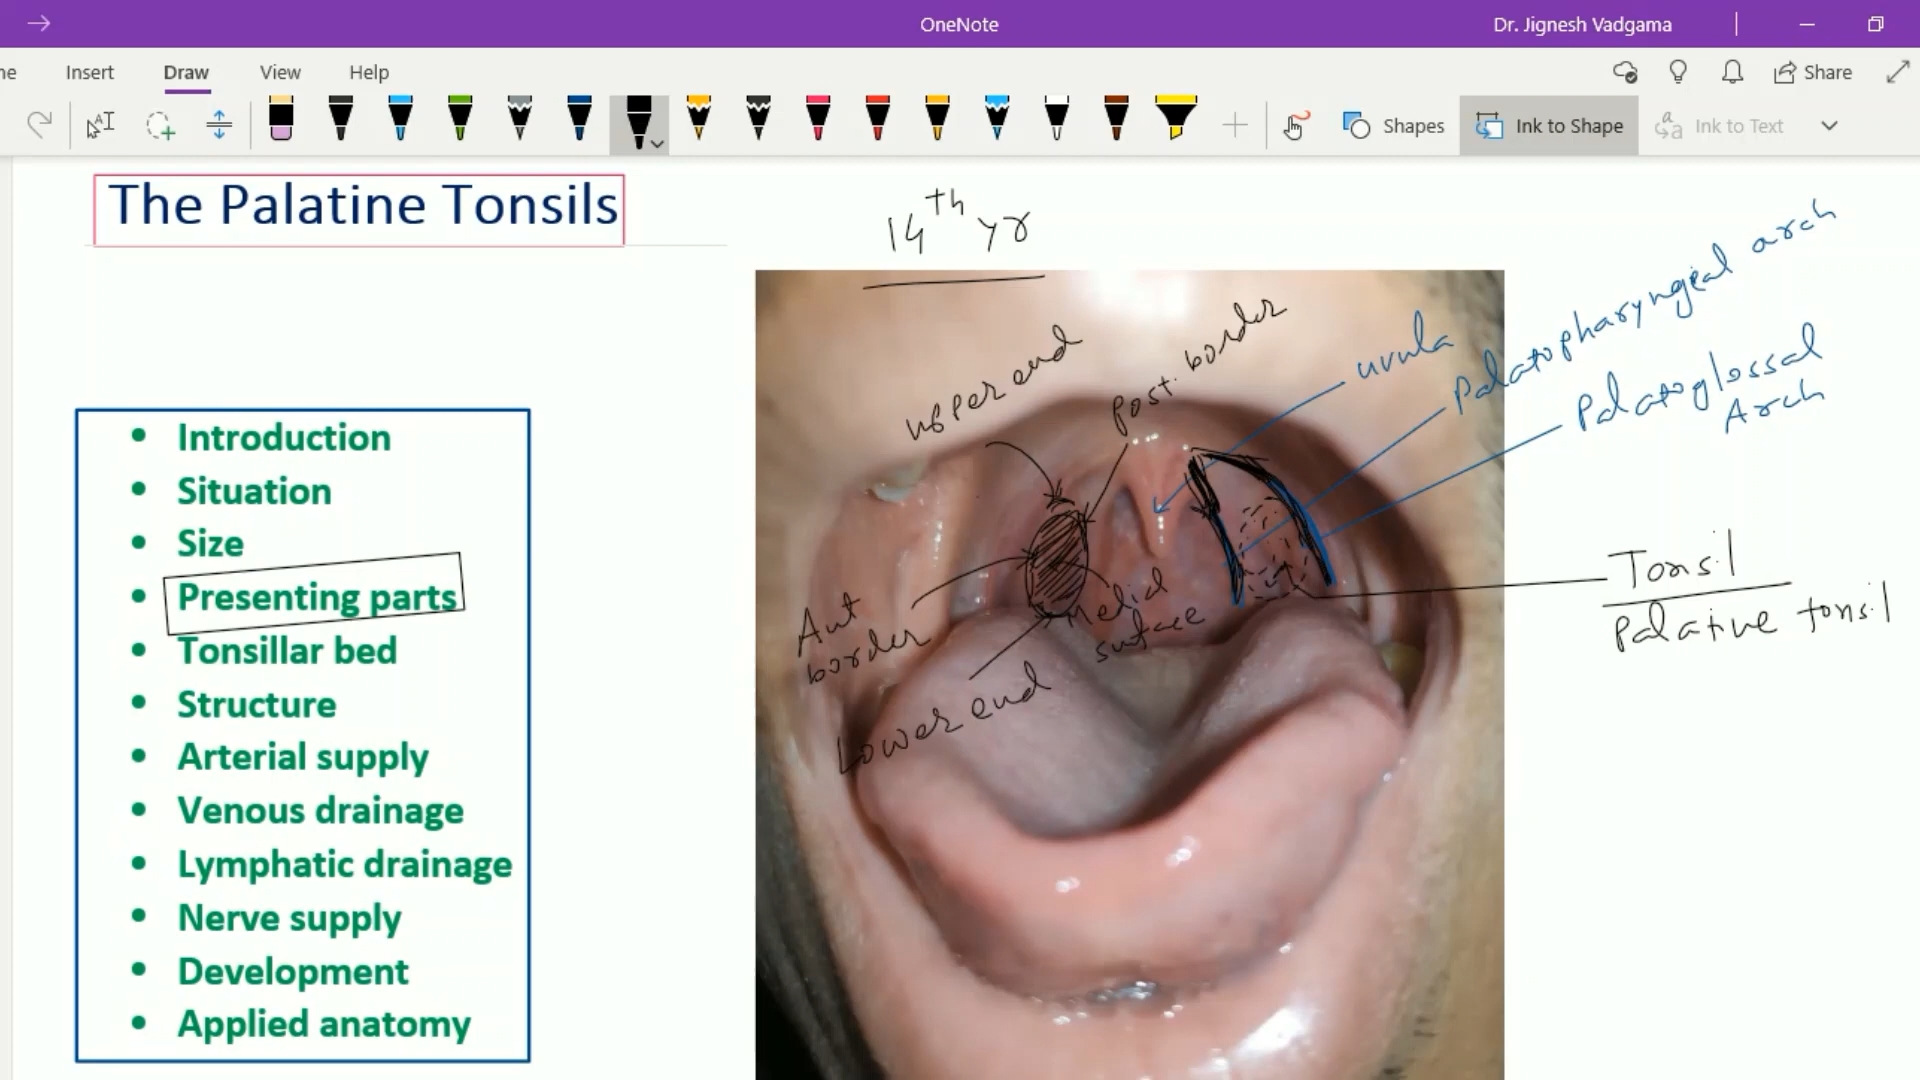 OneNote
Dr. Jignesh Vadgama
Insert Draw View Help
Share
Shapes
Ink to Shape
Ink to Text
The Palatine Tonsils
14th yr
Introduction
Situation
Size
Presenting parts
Tonsillar bed
Structure
Arterial supply
Venous drainage
Lymphatic drainage
Nerve supply
Development
Applied anatomy
upper end
Post. border
uvula
Palatopharyngeal arch
Palatoglossal
Arch
Ant
border
surface
Lower end
Tonsil
Palative tonsil